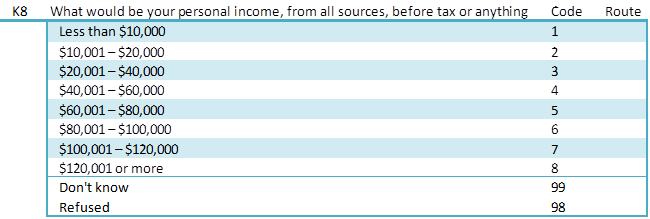 K8 What would be your personal income, from all sources, before tax or anything Code Route
Less than $10,000 1
$10,001 – $20,000 2
$20,001 – $40,000 3
$40,001 – $60,000 4
$60,001 – $80,000 5
$80,001 – $100,000 6
$100,001 – $120,000 7
$120,001 or more 8
Don't know 99
Refused 98